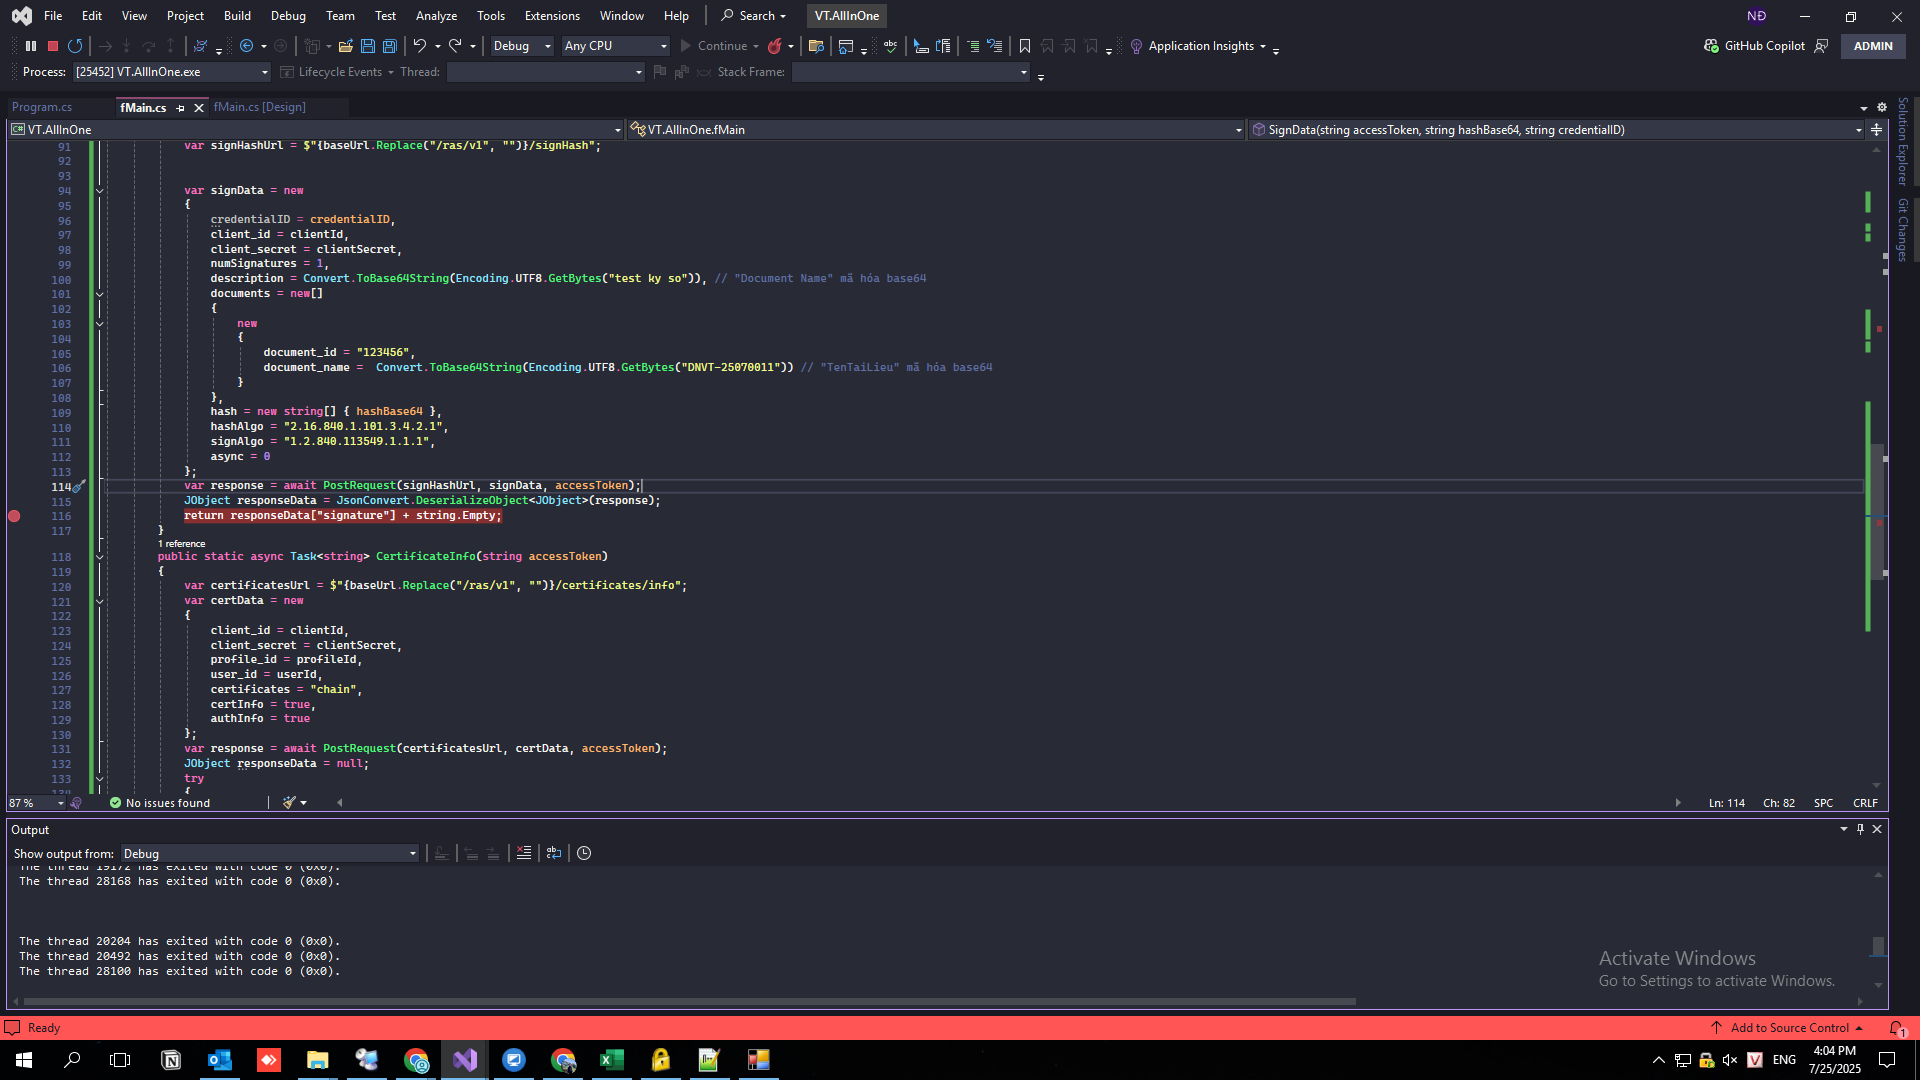 File Edit View Project Build Debug Team Test Analyze Tools Extensions Window Help Search VT.AllInOne NĐ
Debug Any CPU Continue Application Insights GitHub Copilot ADMIN
Process: [25452] VT.AllInOne.exe Lifecycle Events Thread: Stack Frame:
Program.cs fMain.cs fMain.cs [Design]
C# VT.AllInOne VT.AllInOne.fMain SignData(string accessToken, string hashBase64, string credentialID)
Solution Explorer
Git Changes
91 var signHashUrl = $"{baseUrl.Replace("/ras/v1", "")}/signHash";
92
93
94 var signData = new
95 {
96 credentialID = credentialID,
97 client_id = clientId,
98 client_secret = clientSecret,
99 numSignatures = 1,
100 description = Convert.ToBase64String(Encoding.UTF8.GetBytes("test ky so")), // "Document Name" mã hóa base64
101 documents = new[]
102 {
103 new
104 {
105 document_id = "123456",
106 document_name =  Convert.ToBase64String(Encoding.UTF8.GetBytes("DNVT-25070011")) // "TenTaiLieu" mã hóa base64
107 }
108 },
109 hash = new string[] { hashBase64 },
110 hashAlgo = "2.16.840.1.101.3.4.2.1",
111 signAlgo = "1.2.840.113549.1.1.1",
112 async = 0
113 };
114 var response = await PostRequest(signHashUrl, signData, accessToken);
115 JObject responseData = JsonConvert.DeserializeObject<JObject>(response);
116 return responseData["signature"] + string.Empty;
117 }
1 reference
118 public static async Task<string> CertificateInfo(string accessToken)
119 {
120 var certificatesUrl = $"{baseUrl.Replace("/ras/v1", "")}/certificates/info";
121 var certData = new
122 {
123 client_id = clientId,
124 client_secret = clientSecret,
125 profile_id = profileId,
126 user_id = userId,
127 certificates = "chain",
128 certInfo = true,
129 authInfo = true
130 };
131 var response = await PostRequest(certificatesUrl, certData, accessToken);
132 JObject responseData = null;
133 try
134 {
87 % No issues found Ln: 114 Ch: 82 SPC CRLF
Output
Show output from: Debug
The thread 19172 has exited with code 0 (0x0).
The thread 28168 has exited with code 0 (0x0).
The thread 20204 has exited with code 0 (0x0).
The thread 20492 has exited with code 0 (0x0).
The thread 28100 has exited with code 0 (0x0).
Activate Windows
Go to Settings to activate Windows.
Ready Add to Source Control 1
V ENG 4:04 PM
7/25/2025